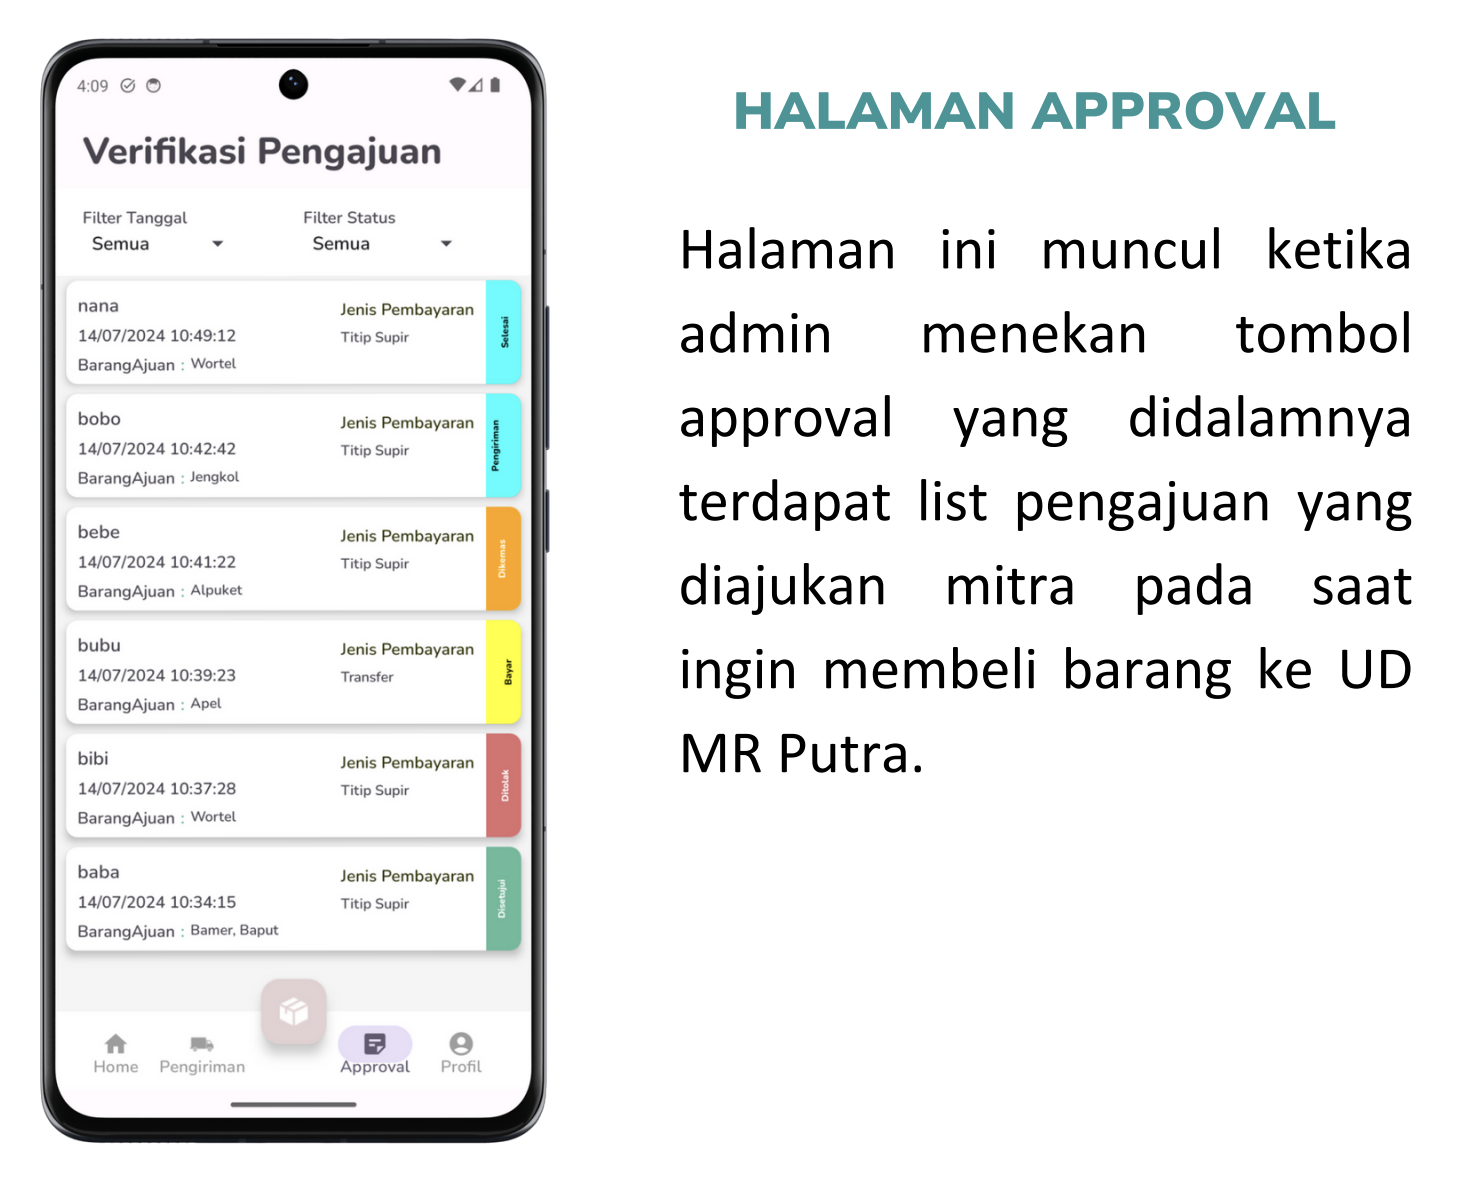 4:09
Verifikasi Pengajuan
Filter Tanggal
Semua
Filter Status
Semua
nana
14/07/2024 10:49:12
BarangAjuan : Wortel
Jenis Pembayaran
Titip Supir
Selesai
bobo
14/07/2024 10:42:42
BarangAjuan : Jengkol
Jenis Pembayaran
Titip Supir
Pengiriman
bebe
14/07/2024 10:41:22
BarangAjuan : Alpuket
Jenis Pembayaran
Titip Supir
Dikemas
bubu
14/07/2024 10:39:23
BarangAjuan : Apel
Jenis Pembayaran
Transfer
Bayar
bibi
14/07/2024 10:37:28
BarangAjuan : Wortel
Jenis Pembayaran
Titip Supir
Ditolak
baba
14/07/2024 10:34:15
BarangAjuan : Bamer, Baput
Jenis Pembayaran
Titip Supir
Disetujui
Home
Pengiriman
Approval
Profil
HALAMAN APPROVAL
Halaman ini muncul ketika
admin menekan tombol
approval yang didalamnya
terdapat list pengajuan yang
diajukan mitra pada saat
ingin membeli barang ke UD
MR Putra.